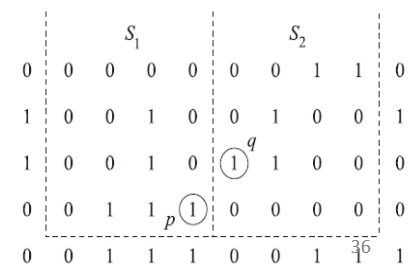 S1 S2
0 0 0 0 0 0 0 1 1 0
1 0 0 1 0 0 1 0 0 1
q
1 0 0 1 0 1 1 0 0 0
0 0 1 1 1 0 0 0 0 0
p
36
0 0 1 1 1 0 0 1 1 1